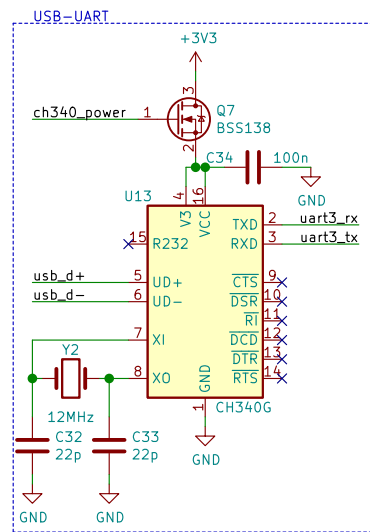 USB-UART
+3V3
3
ch340_power
1
Q7
BSS138
2
C34
100n
GND
U13
4
16
V3
VCC
TXD
2
uart3_rx
15
R232
RXD
3
uart3_tx
usb_d+
5
UD+
CTS
9
usb_d-
6
UD-
DSR
10
RI
11
7
XI
DCD
12
Y2
DTR
13
8
XO
GND
RTS
14
12MHz
1
CH340G
C32
22p
C33
22p
GND
GND
GND